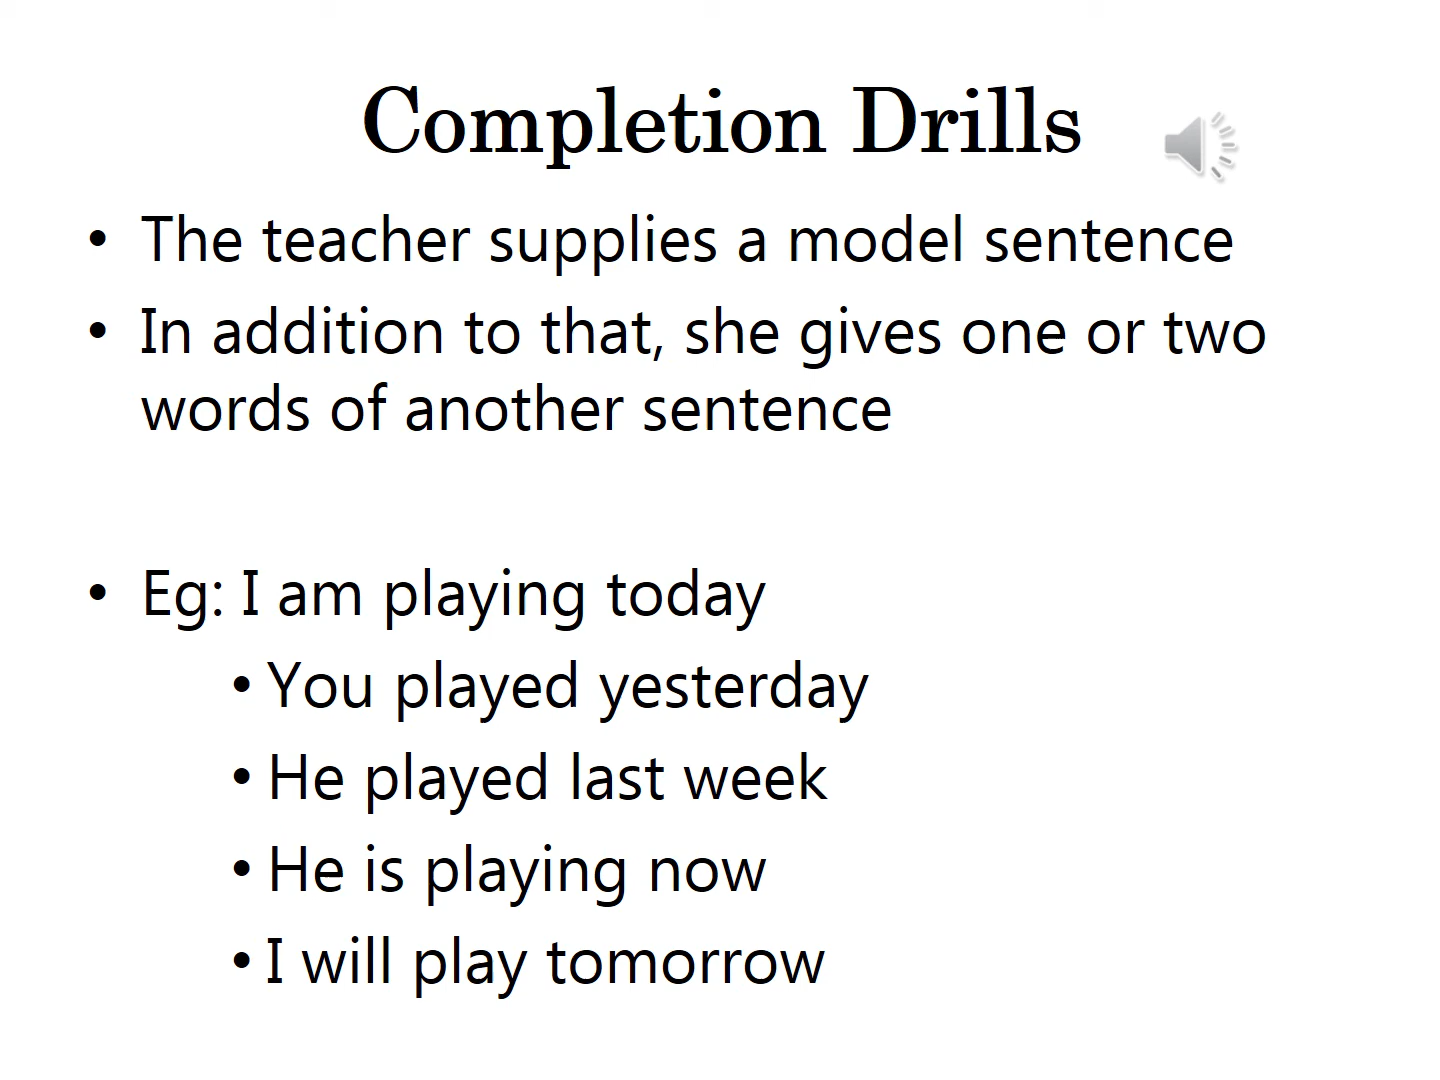 Completion Drills
• The teacher supplies a model sentence
• In addition to that, she gives one or two
words of another sentence
• Eg: I am playing today
• You played yesterday
• He played last week
• He is playing now
• I will play tomorrow